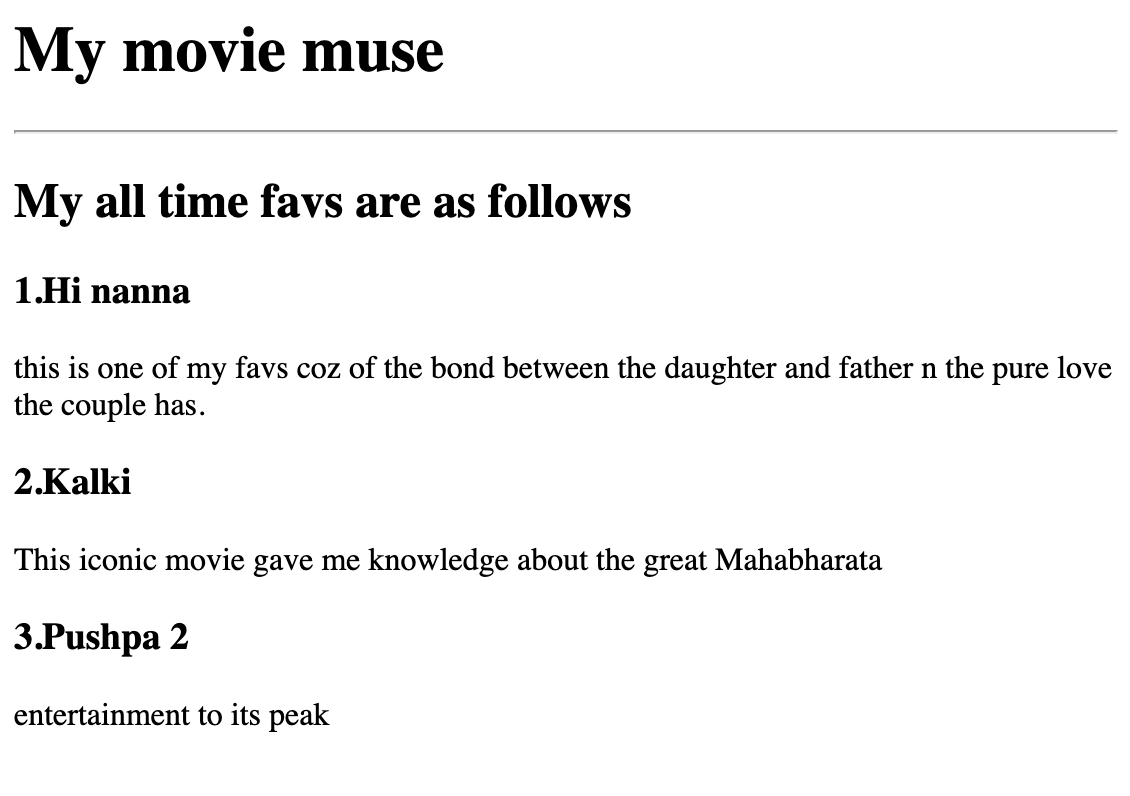 My movie muse
My all time favs are as follows
1.Hi nanna
this is one of my favs coz of the bond between the daughter and father n the pure love
the couple has.
2.Kalki
This iconic movie gave me knowledge about the great Mahabharata
3.Pushpa 2
entertainment to its peak